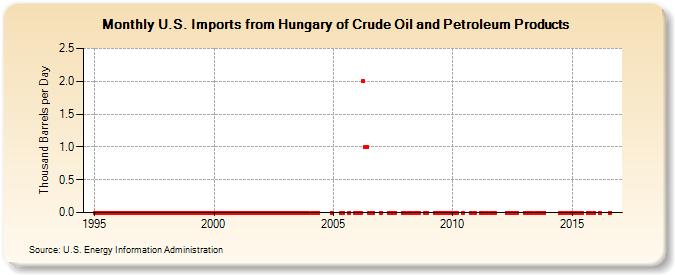 Monthly U.S. Imports from Hungary of Crude Oil and Petroleum Products
Thousand Barrels per Day
2.5
2.0
1.5
1.0
0.5
0.0
1995 2000 2005 2010 2015
Source: U.S. Energy Information Administration